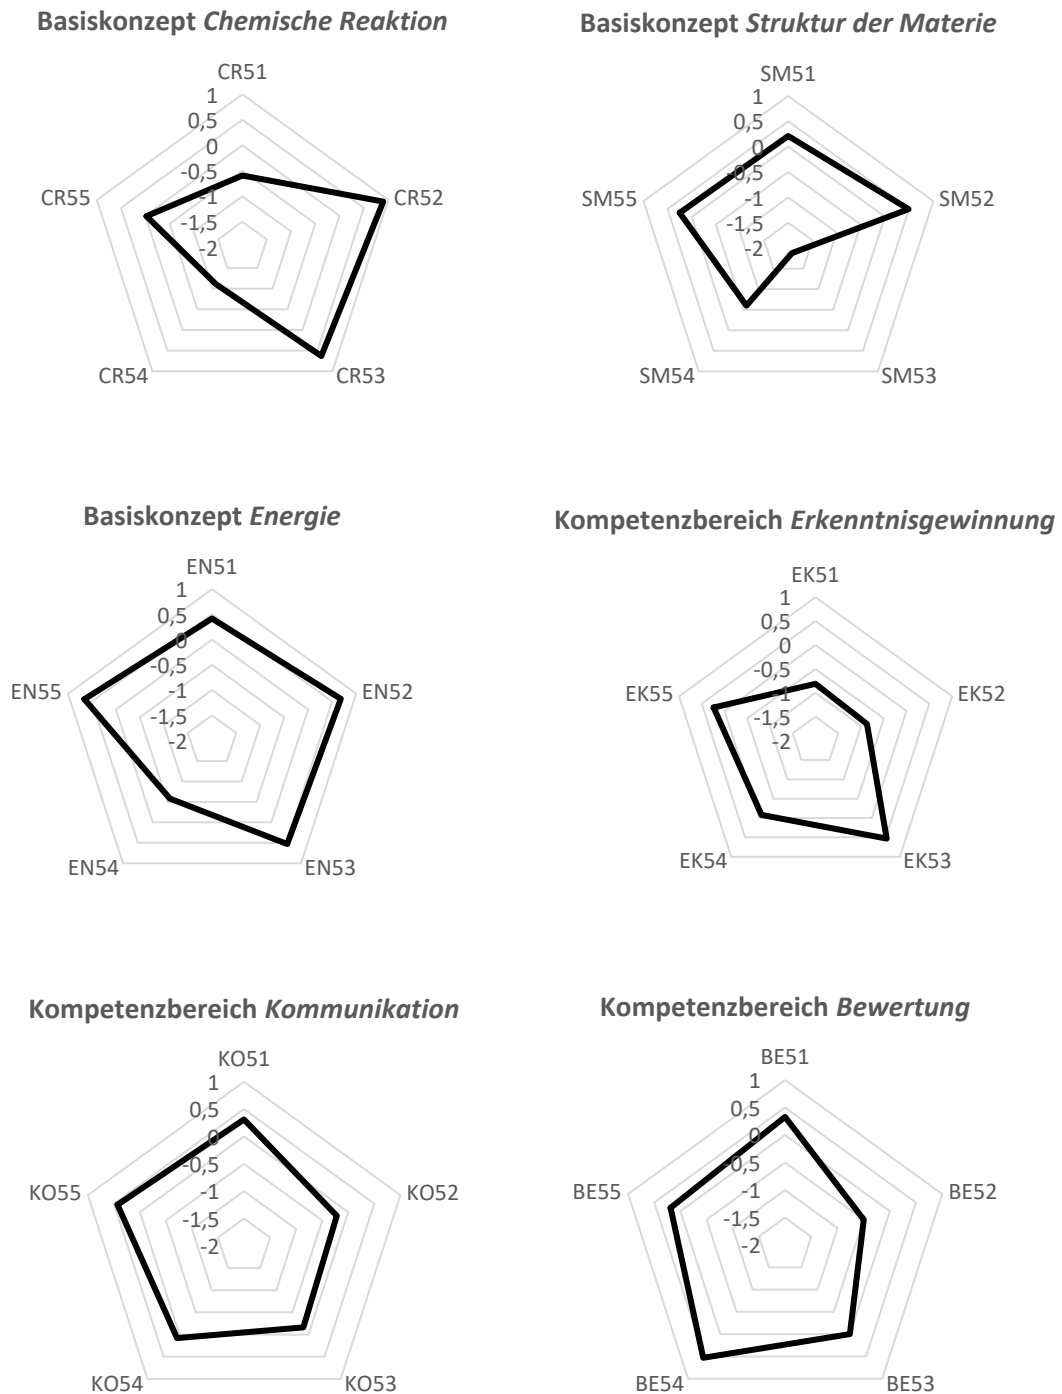 Basiskonzept Chemische Reaktion
CR51
1
0,5
0
-0,5
-1
-1,5
-2
CR52
CR53
CR54
CR55
Basiskonzept Struktur der Materie
SM51
1
0,5
0
-0,5
-1
-1,5
-2
SM52
SM53
SM54
SM55
Basiskonzept Energie
EN51
1
0,5
0
-0,5
-1
-1,5
-2
EN52
EN53
EN54
EN55
Kompetenzbereich Erkenntnisgewinnung
EK51
1
0,5
0
-0,5
-1
-1,5
-2
EK52
EK53
EK54
EK55
Kompetenzbereich Kommunikation
KO51
1
0,5
0
-0,5
-1
-1,5
-2
KO52
KO53
KO54
KO55
Kompetenzbereich Bewertung
BE51
1
0,5
0
-0,5
-1
-1,5
-2
BE52
BE53
BE54
BE55